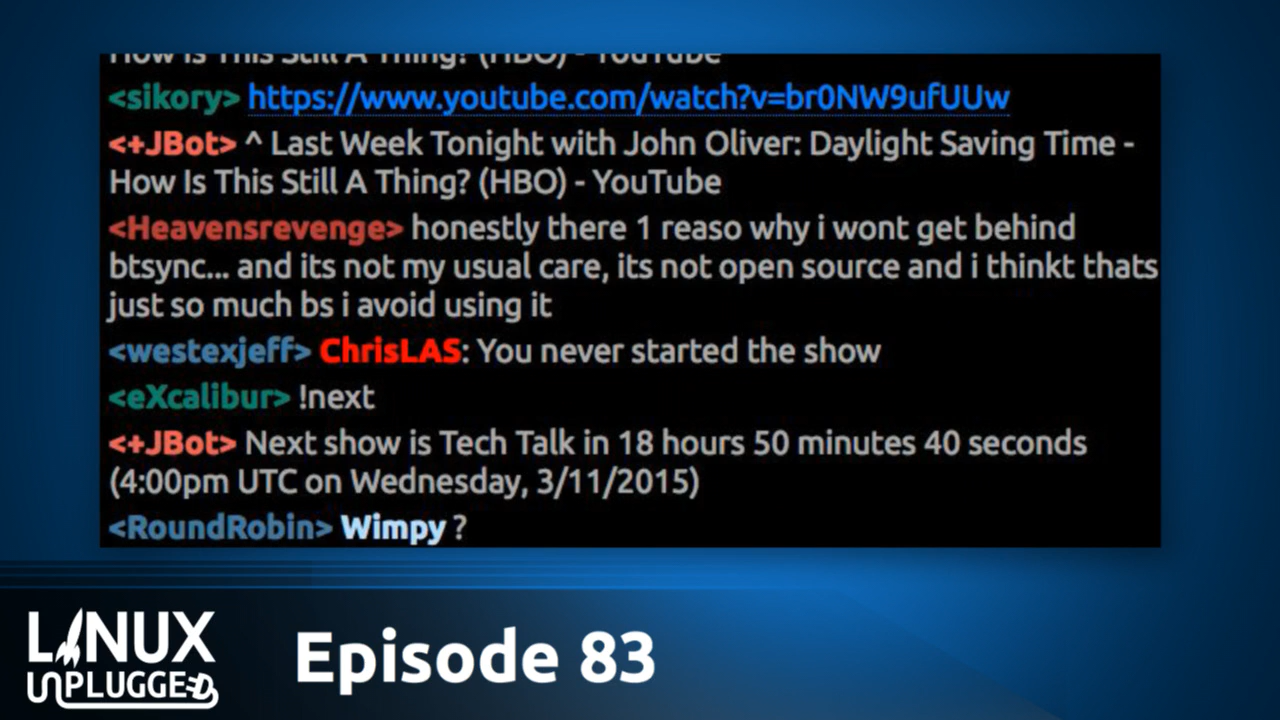 How Is This Still A Thing? (HBO) - YouTube
<sikory> https://www.youtube.com/watch?v=br0NW9ufUUw
<+JBot> ^ Last Week Tonight with John Oliver: Daylight Saving Time -
How Is This Still A Thing? (HBO) - YouTube
<Heavensrevenge> honestly there 1 reaso why i wont get behind
btsync... and its not my usual care, its not open source and i thinkt thats
just so much bs i avoid using it
<westexjeff> ChrisLAS: You never started the show
<eXcalibur> !next
<+JBot> Next show is Tech Talk in 18 hours 50 minutes 40 seconds
(4:00pm UTC on Wednesday, 3/11/2015)
<RoundRobin> Wimpy ?
LINUX
UNPLUGGED
Episode 83